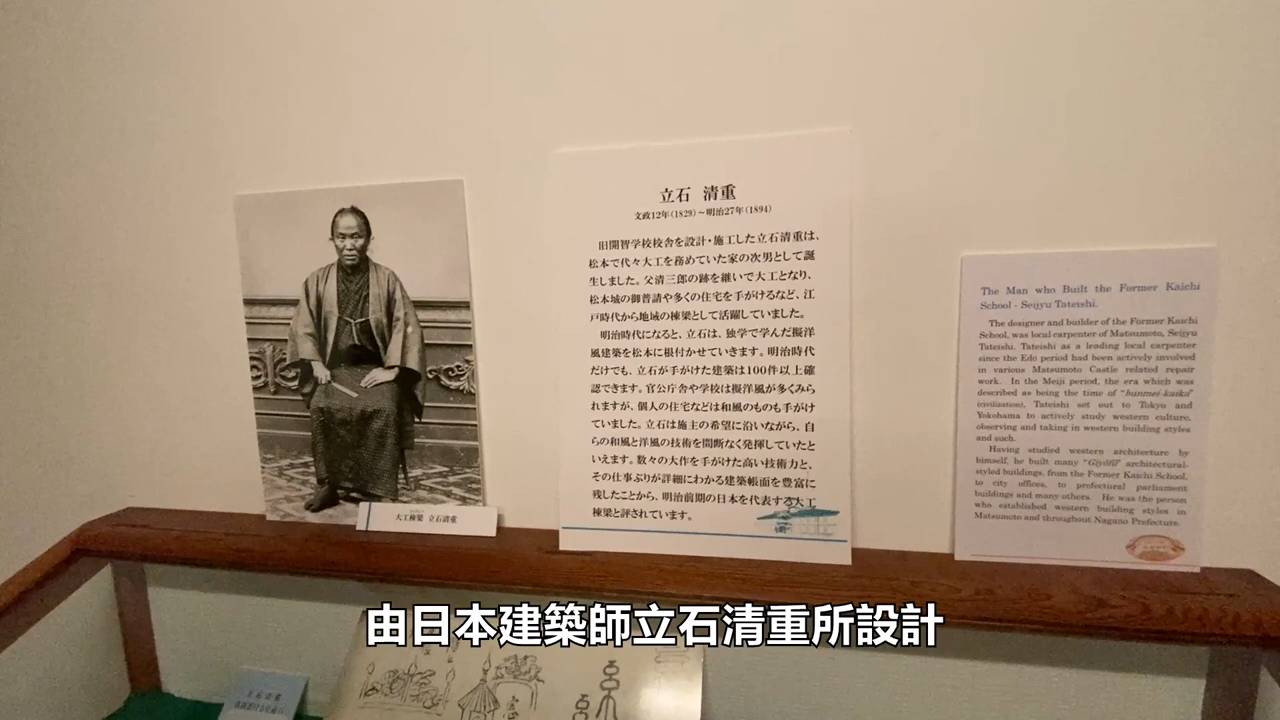 立石 清重
文政12年(1829)~明治27年(1894)
旧開智学校校舎を設計・施工した立石清重は、
松本で代々大工を務めていた家の次男として誕
生しました。父清三郎の跡を継いで大工となり、
松本城の御普請や多くの住宅を手がけるなど、江
戸時代から地域の棟梁として活躍していました。
明治時代になると、立石は、独学で学んだ擬洋
風建築を松本に根付かせていきます。明治時代
だけでも、立石が手がけた建築は100件以上確
認できます。官公庁舎や学校は擬洋風が多くみら
れますが、個人の住宅などは和風のものも手がけ
ていました。立石は施主の希望に沿いながら、自
らの和風と洋風の技術を間断なく発揮していたと
いえます。数々の大作を手がけた高い技術力と、
その仕事ぶりが詳細にわかる建築帳面を豊富に
残したことから、明治前期の日本を代表する大工
棟梁と評されています。
大工棟梁 立石清重
The Man who Built the Former Kaichi
School - Seijyu Tateishi.
The designer and builder of the Former Kaichi
School, was local carpenter of Matsumoto, Seijyu
Tateishi. Tateishi as a leading local carpenter
since the Edo period had been actively involved
in various Matsumoto Castle related repair
work. In the Meiji period, the era which was
described as being the time of "bunmei-kaika"
(civilization), Tateishi set out to Tokyo and
Yokohama to actively study western culture,
observing and taking in western building styles
and such.
Having studied western architecture by
himself, he built many "Giyōfū" architectural-
styled buildings, from the Former Kaichi School,
to city offices, to prefectural parliament
buildings and many others. He was the person
who established western building styles in
Matsumoto and throughout Nagano Prefecture.
由日本建築師立石清重所設計